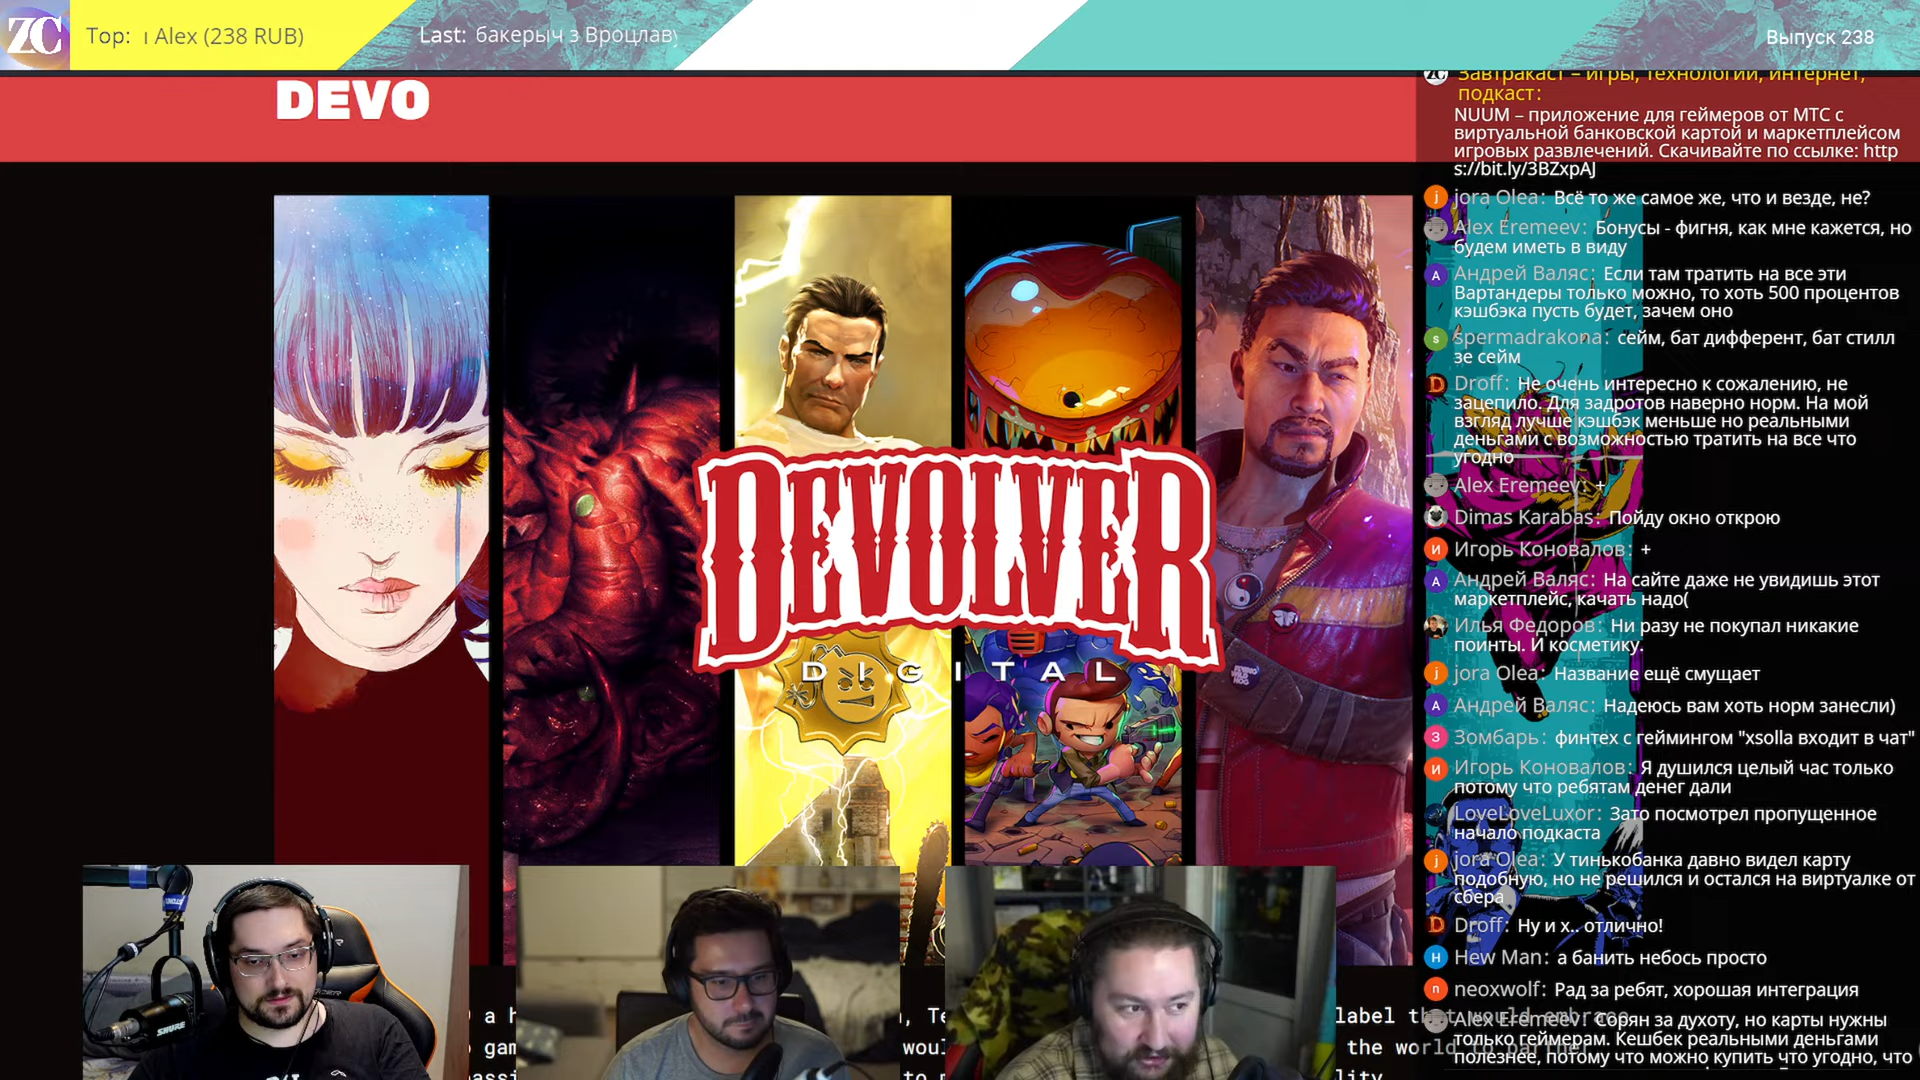 ZC
Top: ı Alex (238 RUB)
Last: бакерыч з Вроцлаву
Выпуск 238
DEVO
DEVOLVER
DIGITAL
SHURE
label that would embrace
the world
Завтракаст – игры, технологии, интернет,
подкаст:
NUUM – приложение для геймеров от МТС с
виртуальной банковской картой и маркетплейсом
игровых развлечений. Скачивайте по ссылке: http
s://bit.ly/3BZxpAJ
jora Olea: Всё то же самое же, что и везде, не?
Alex Eremeev: Бонусы - фигня, как мне кажется, но
будем иметь в виду
Андрей Валяс: Если там тратить на все эти
Вартандеры только можно, то хоть 500 процентов
кэшбэка пусть будет, зачем оно
spermadrakona: сейм, бат дифферент, бат стилл
зе сейм
Droff: Не очень интересно к сожалению, не
зацепило. Для задротов наверно норм. На мой
взгляд лучше кэшбэк меньше но реальными
деньгами с возможностью тратить на все что
угодно
Alex Eremeev: +
Dimas Karabas: Пойду окно открою
Игорь Коновалов: +
Андрей Валяс: На сайте даже не увидишь этот
маркетплейс, качать надо(
Илья Федоров: Ни разу не покупал никакие
поинты. И косметику.
jora Olea: Название ещё смущает
Андрей Валяс: Надеюсь вам хоть норм занесли)
Зомбарь: финтех с геймингом "xsolla входит в чат"
Игорь Коновалов: Я душился целый час только
потому что ребятам денег дали
LoveLoveLuxor: Зато посмотрел пропущенное
начало подкаста
jora Olea: У тинькобанка давно видел карту
подобную, но не решился и остался на виртуалке от
сбера
Droff: Ну и х.. отлично!
Hew Man: а банить небось просто
neoxwolf: Рад за ребят, хорошая интеграция
Alex Eremeev: Сорян за духоту, но карты нужны
только геймерам. Кешбек реальными деньгами
полезнее, потому что можно купить что угодно, что